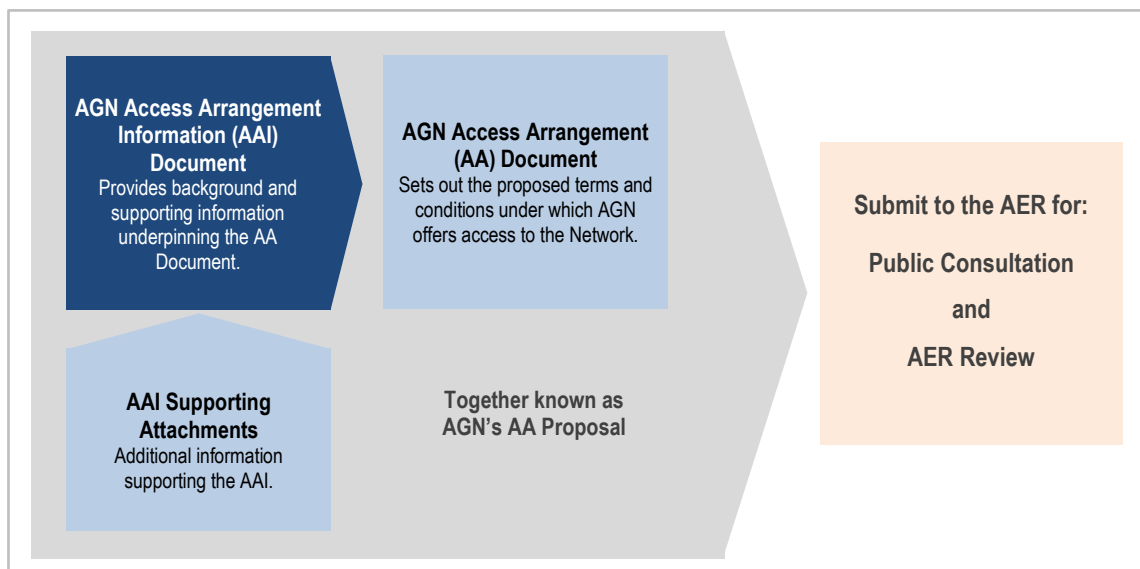 AGN Access Arrangement
Information (AAI)
Document
Provides background and
supporting information
underpinning the AA
Document.
AGN Access Arrangement
(AA) Document
Sets out the proposed terms and
conditions under which AGN
offers access to the Network.
AAI Supporting
Attachments
Additional information
supporting the AAI.
Together known as
AGN's AA Proposal
Submit to the AER for:
Public Consultation
and
AER Review